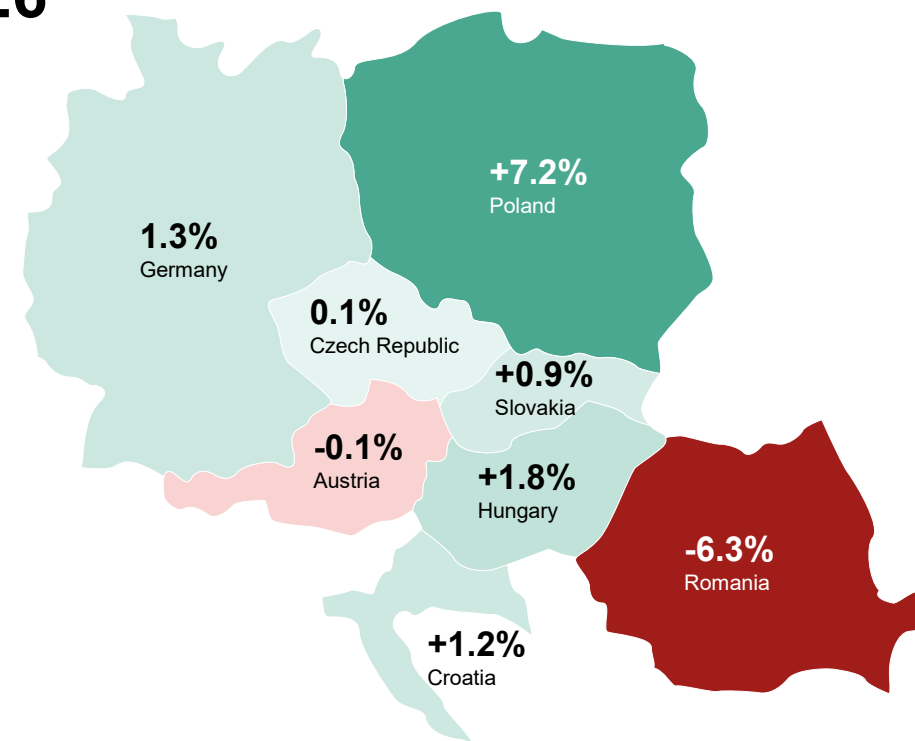 +7.2%
Poland
1.3%
Germany
0.1%
Czech Republic
+0.9%
Slovakia
-0.1%
Austria
+1.8%
Hungary
-6.3%
Romania
+1.2%
Croatia